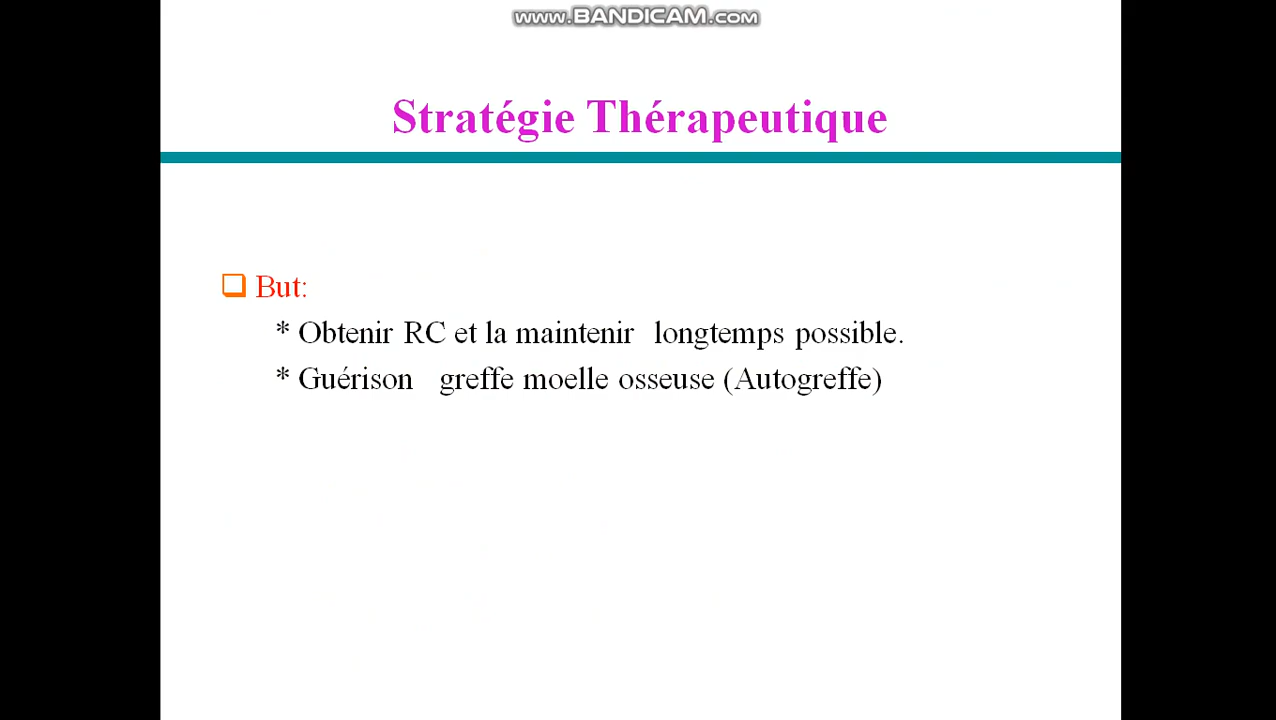 www.BANDICAM.com
Stratégie Thérapeutique
But:
* Obtenir RC et la maintenir longtemps possible.
* Guérison greffe moelle osseuse (Autogreffe)